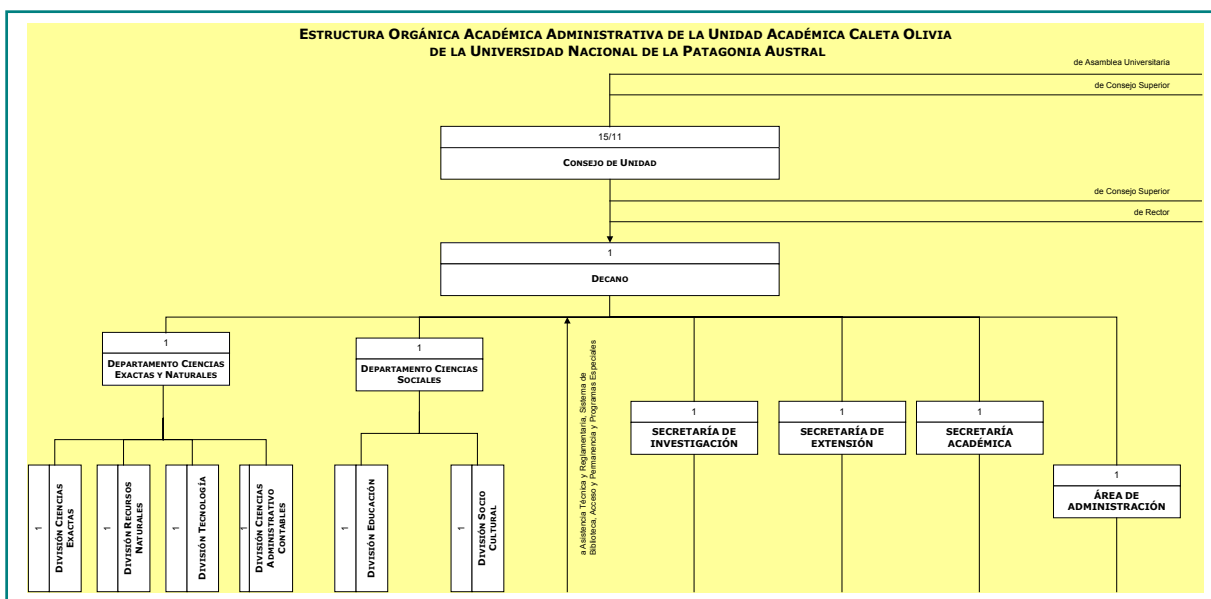 ESTRUCTURA ORGÁNICA ACADÉMICA ADMINISTRATIVA DE LA UNIDAD ACADÉMICA CALETA OLIVIA
DE LA UNIVERSIDAD NACIONAL DE LA PATAGONIA AUSTRAL
de Asamblea Universitaria
de Consejo Superior
15/11
CONSEJO DE UNIDAD
de Consejo Superior
de Rector
1
DECANO
1
DEPARTAMENTO CIENCIAS
EXACTAS Y NATURALES
1
DEPARTAMENTO CIENCIAS
SOCIALES
a Asistencia Técnica y Reglamentaria, Sistema de
Biblioteca, Acceso y Permanencia y Programas Especiales
1
SECRETARÍA DE
INVESTIGACIÓN
1
SECRETARÍA DE
EXTENSIÓN
1
SECRETARÍA
ACADÉMICA
1
ÁREA DE
ADMINISTRACIÓN
1
DIVISIÓN CIENCIAS
EXACTAS
1
DIVISIÓN RECURSOS
NATURALES
1
DIVISIÓN TECNOLOGÍA
1
DIVISIÓN CIENCIAS
ADMINISTRATIVO
CONTABLES
1
DIVISIÓN EDUCACIÓN
1
DIVISIÓN SOCIO
CULTURAL